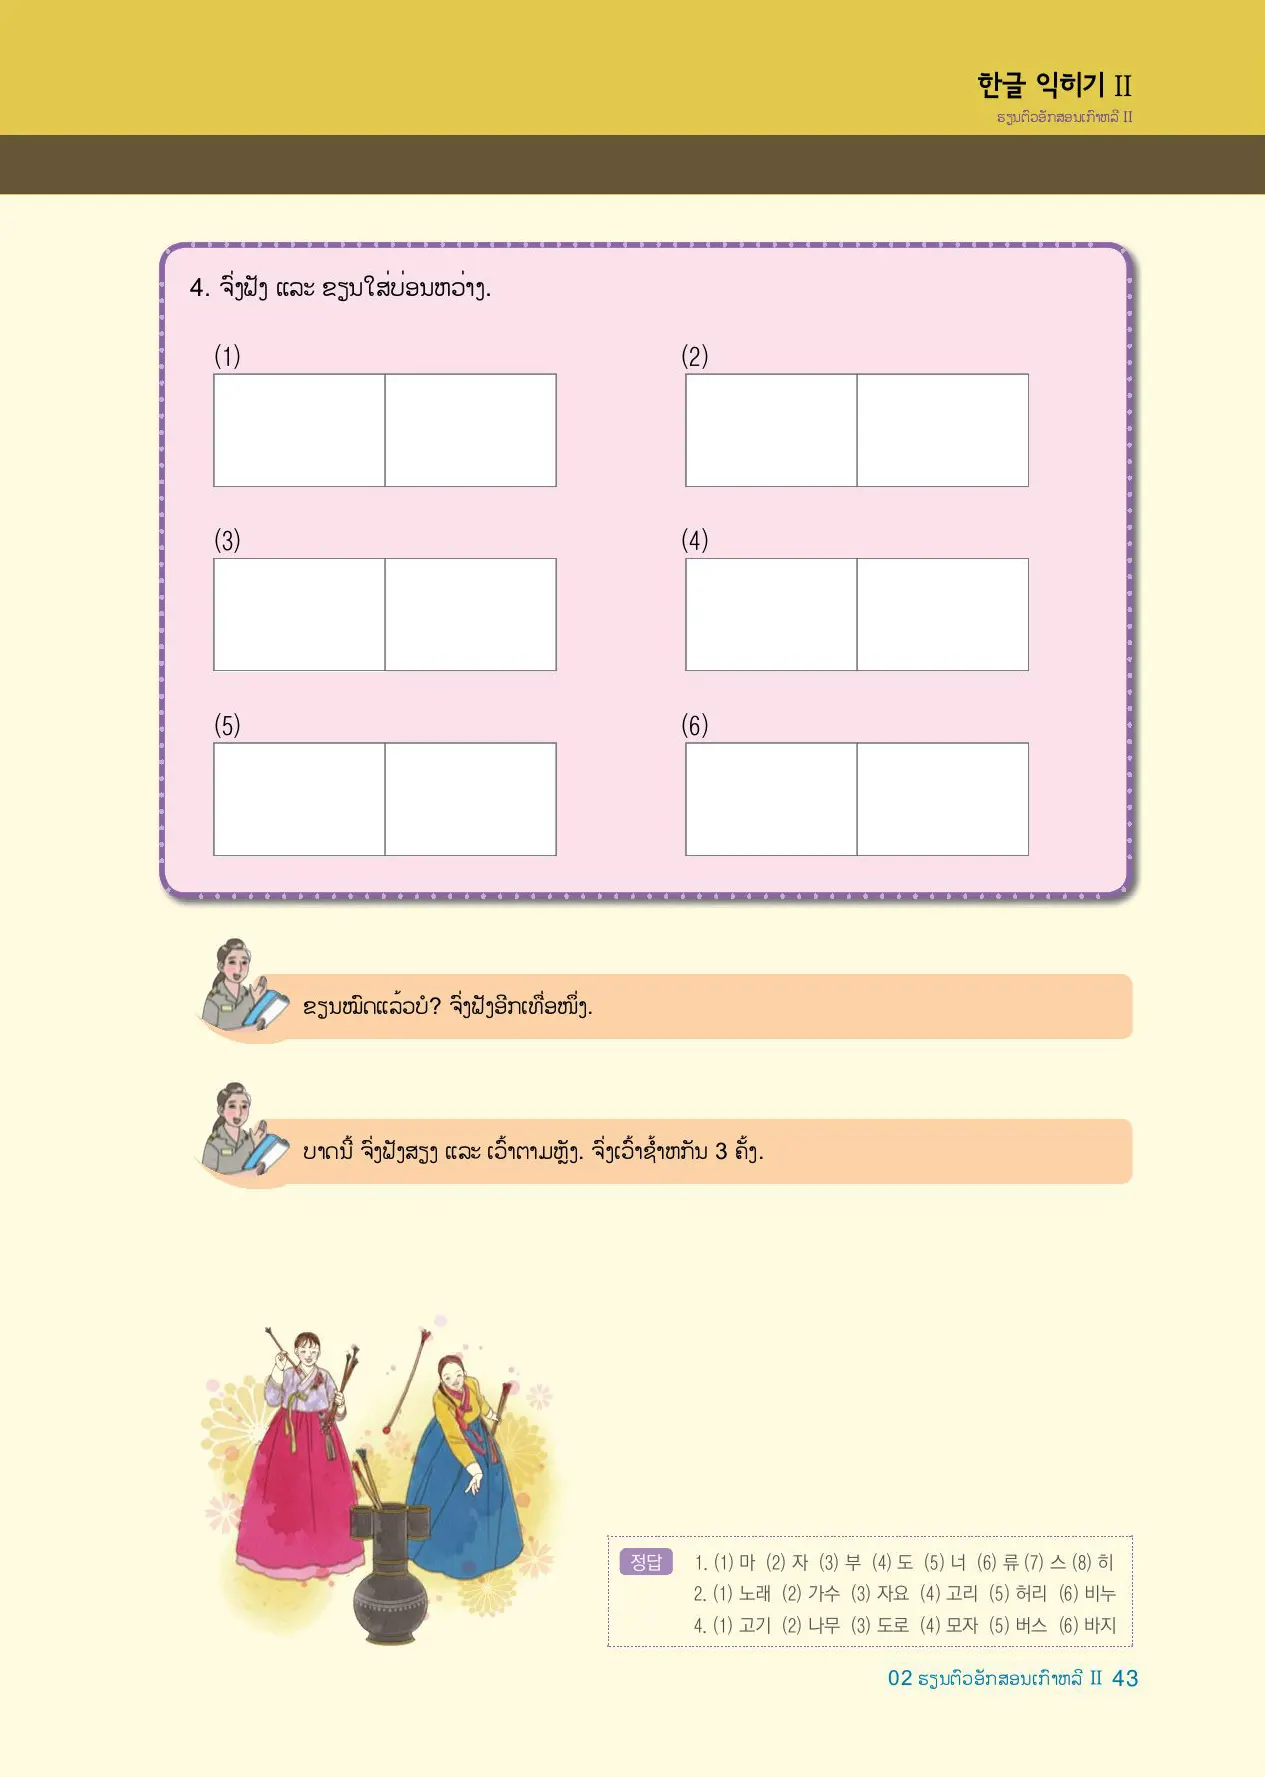 한글 익히기 II
ຮຽນຕົວອັກສອນເກົາຫລີ II
4. ຈົ່ງຟັງ ແລະ ຂຽນໃສ່ບ່ອນຫວ່າງ.
(1) (2)
(3) (4)
(5) (6)
ຂຽນໝົດແລ້ວບໍ? ຈົ່ງຟັງອີກເທື່ອໜຶ່ງ.
ບາດນີ້ ຈົ່ງຟັງສຽງ ແລະ ເວົ້າຕາມຫຼັງ. ຈົ່ງເວົ້າຊ້ຳຫກັນ 3 ຄັ້ງ.
정답 1. (1) 마 (2) 자 (3) 부 (4) 도 (5) 너 (6) 류 (7) 스 (8) 히
2. (1) 노래 (2) 가수 (3) 자요 (4) 고리 (5) 허리 (6) 비누
4. (1) 고기 (2) 나무 (3) 도로 (4) 모자 (5) 버스 (6) 바지
02 ຮຽນຕົວອັກສອນເກົາຫລີ II 43